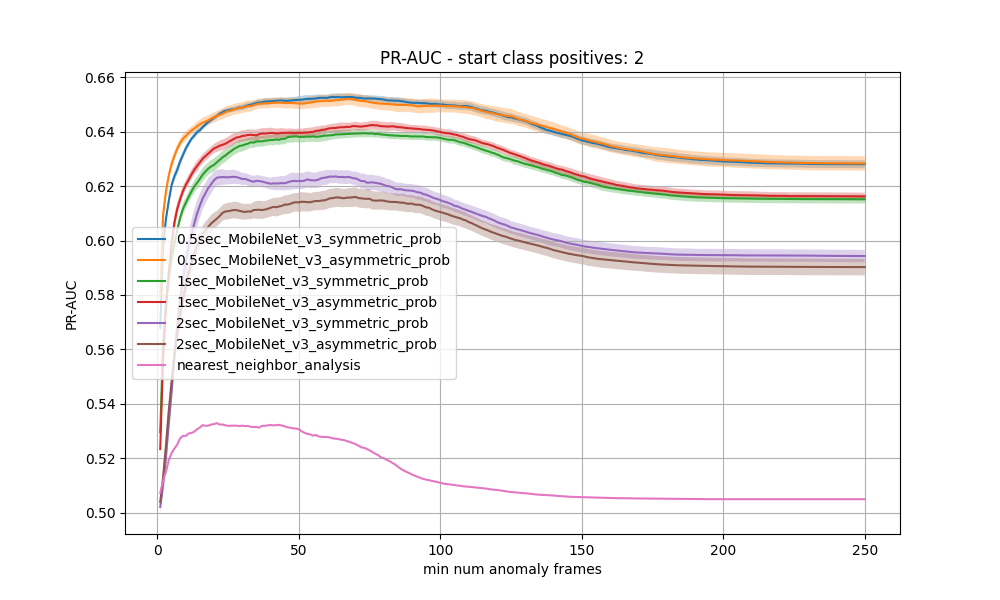 PR-AUC - start class positives: 2
0.66
0.64
0.62
0.60
0.58
0.56
0.54
0.52
0.50
PR-AUC
0.5sec_MobileNet_v3_symmetric_prob
0.5sec_MobileNet_v3_asymmetric_prob
1sec_MobileNet_v3_symmetric_prob
1sec_MobileNet_v3_asymmetric_prob
2sec_MobileNet_v3_symmetric_prob
2sec_MobileNet_v3_asymmetric_prob
nearest_neighbor_analysis
0 50 100 150 200 250
min num anomaly frames